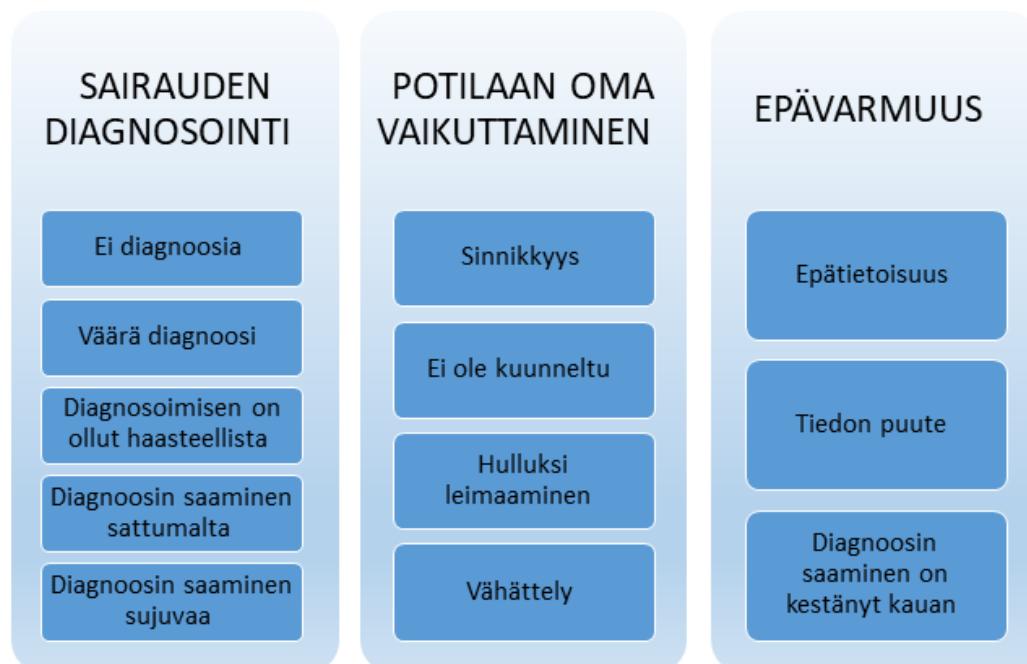 SAIRAUDEN
DIAGNOSOINTI
Ei diagnoosia
Väärä diagnoosi
Diagnosoimisen on
ollut haasteellista
Diagnoosin saaminen
sattumalta
Diagnoosin saaminen
sujuvaa
POTILAAN OMA
VAIKUTTAMINEN
Sinnikkyys
Ei ole kuunneltu
Hulluksi
leimaaminen
Vähättely
EPÄVARMUUS
Epätietoisuus
Tiedon puute
Diagnoosin
saaminen on
kestänyt kauan